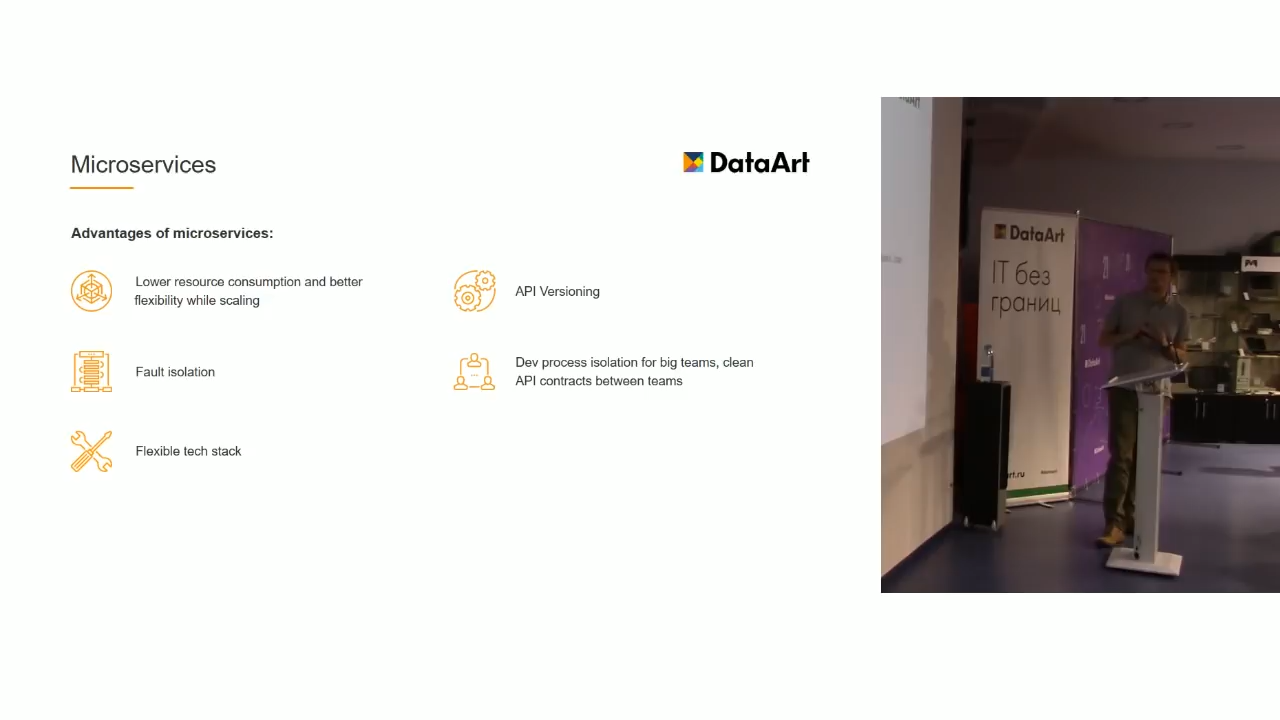 Microservices
DataArt
Advantages of microservices:
Lower resource consumption and better
flexibility while scaling
API Versioning
Fault isolation
Dev process isolation for big teams, clean
API contracts between teams
Flexible tech stack
DataArt
IT без
границ